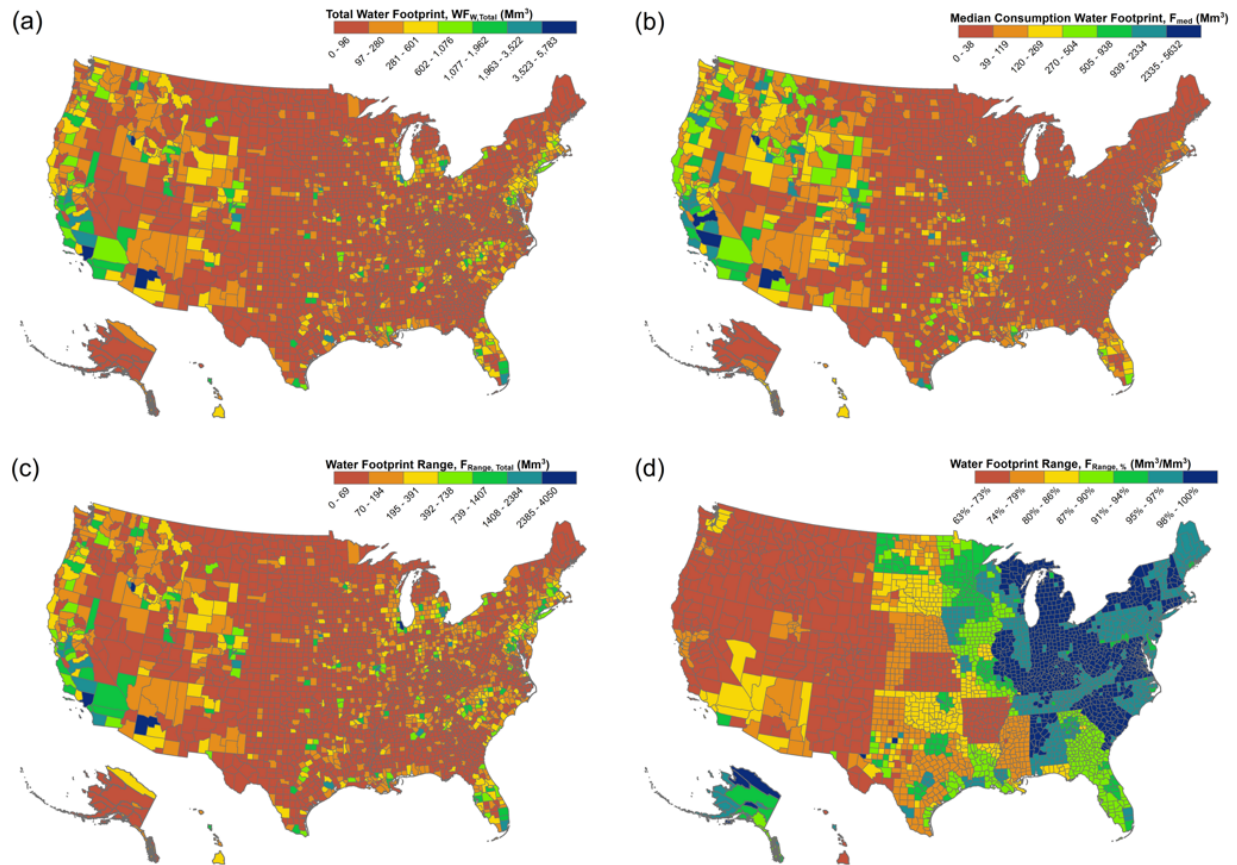 (a)
Total Water Footprint, WF_W,Total (Mm³)
0 - 96
97 - 280
281 - 601
602 - 1,076
1,077 - 1,962
1,963 - 3,522
3,523 - 5,783
(b)
Median Consumption Water Footprint, F_med (Mm³)
0 - 38
39 - 119
120 - 269
270 - 504
505 - 938
939 - 2334
2335 - 5632
(c)
Water Footprint Range, F_Range, Total (Mm³)
0 - 69
70 - 194
195 - 391
392 - 738
739 - 1407
1408 - 2384
2385 - 4050
(d)
Water Footprint Range, F_Range, % (Mm³/Mm³)
63% - 73%
74% - 79%
80% - 86%
87% - 90%
91% - 94%
95% - 97%
98% - 100%